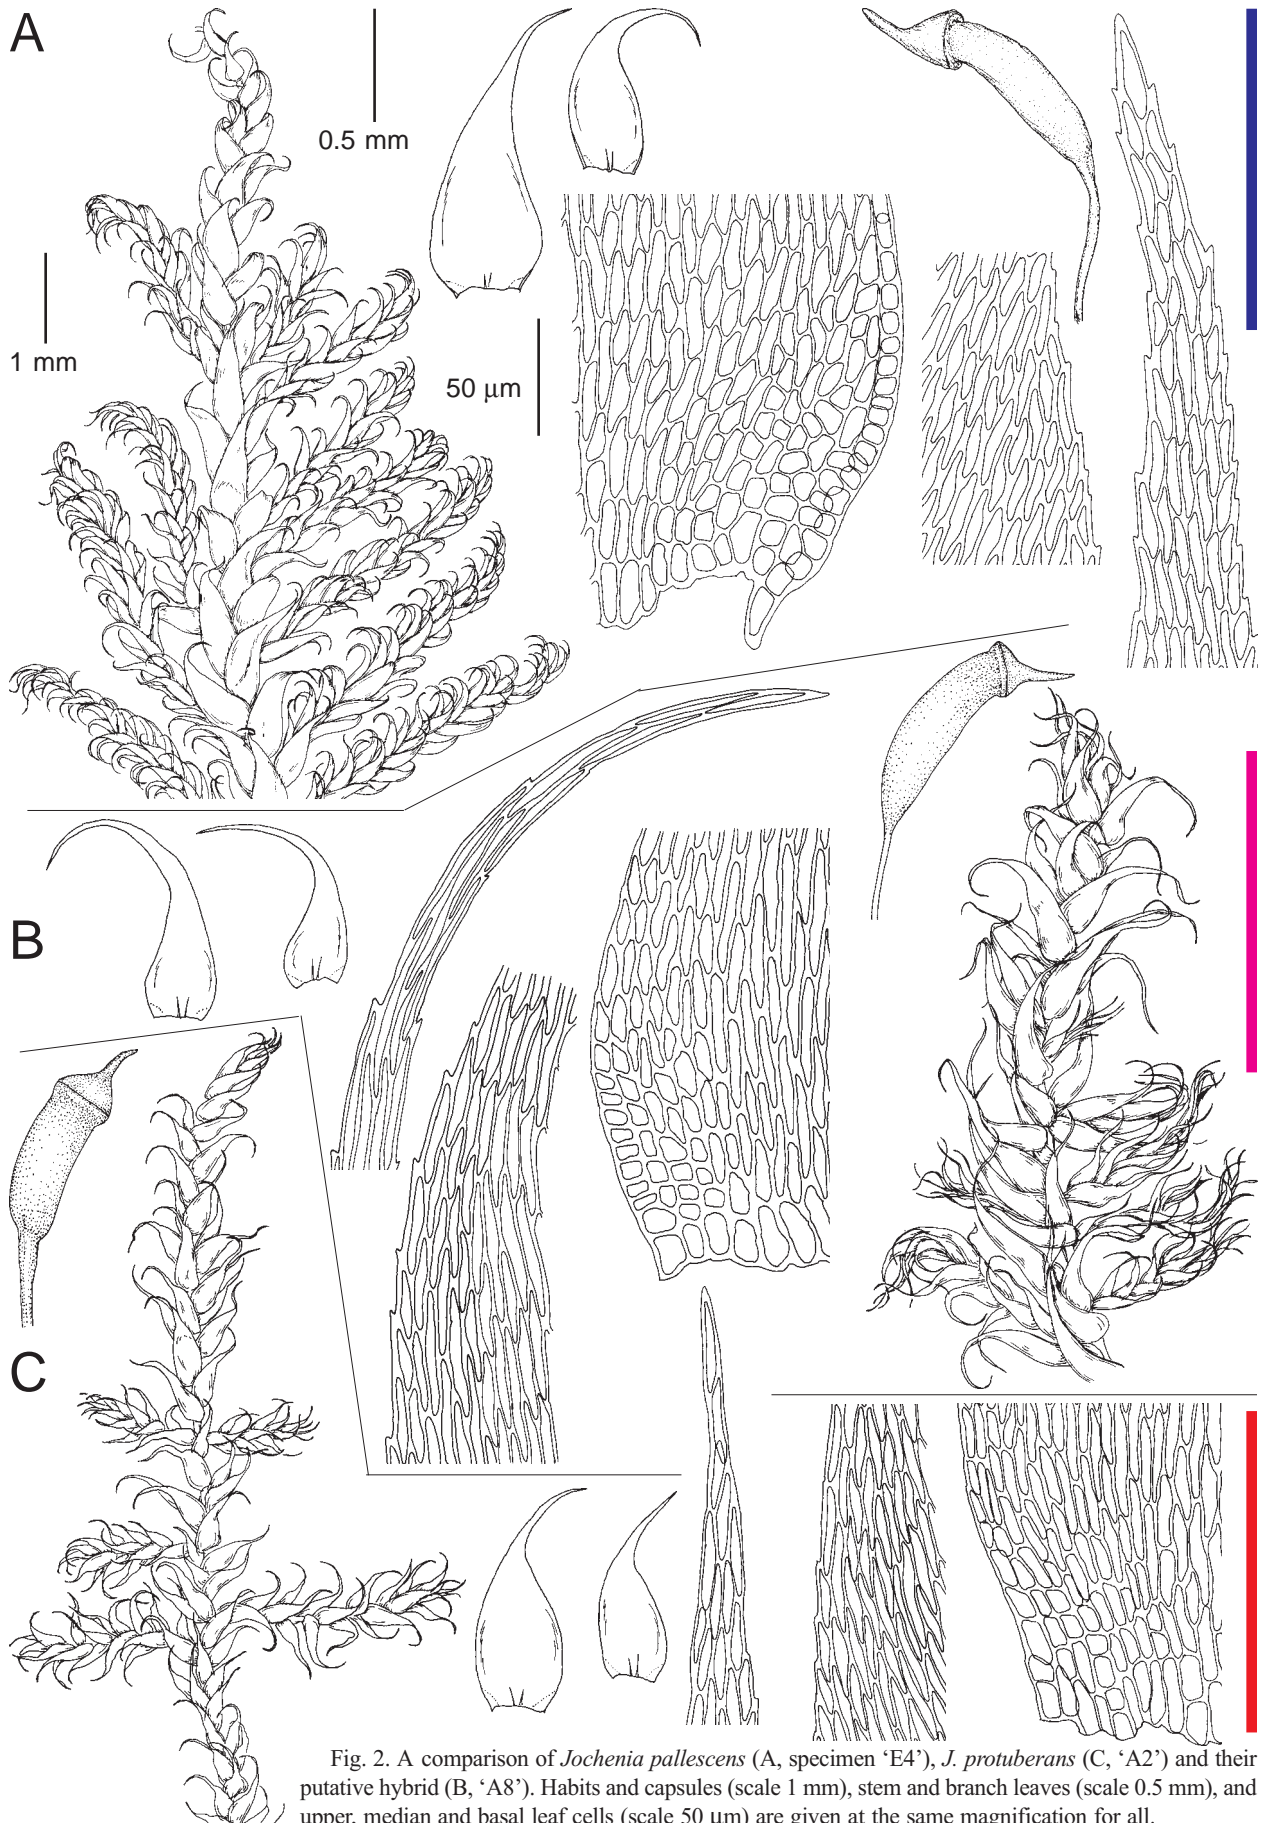 A
0.5 mm
1 mm
50 µm
B
C
Fig. 2. A comparison of Jochenia pallescens (A, specimen ‘E4’), J. protuberans (C, ‘A2’) and their
putative hybrid (B, ‘A8’). Habits and capsules (scale 1 mm), stem and branch leaves (scale 0.5 mm), and
upper, median and basal leaf cells (scale 50 µm) are given at the same magnification for all.